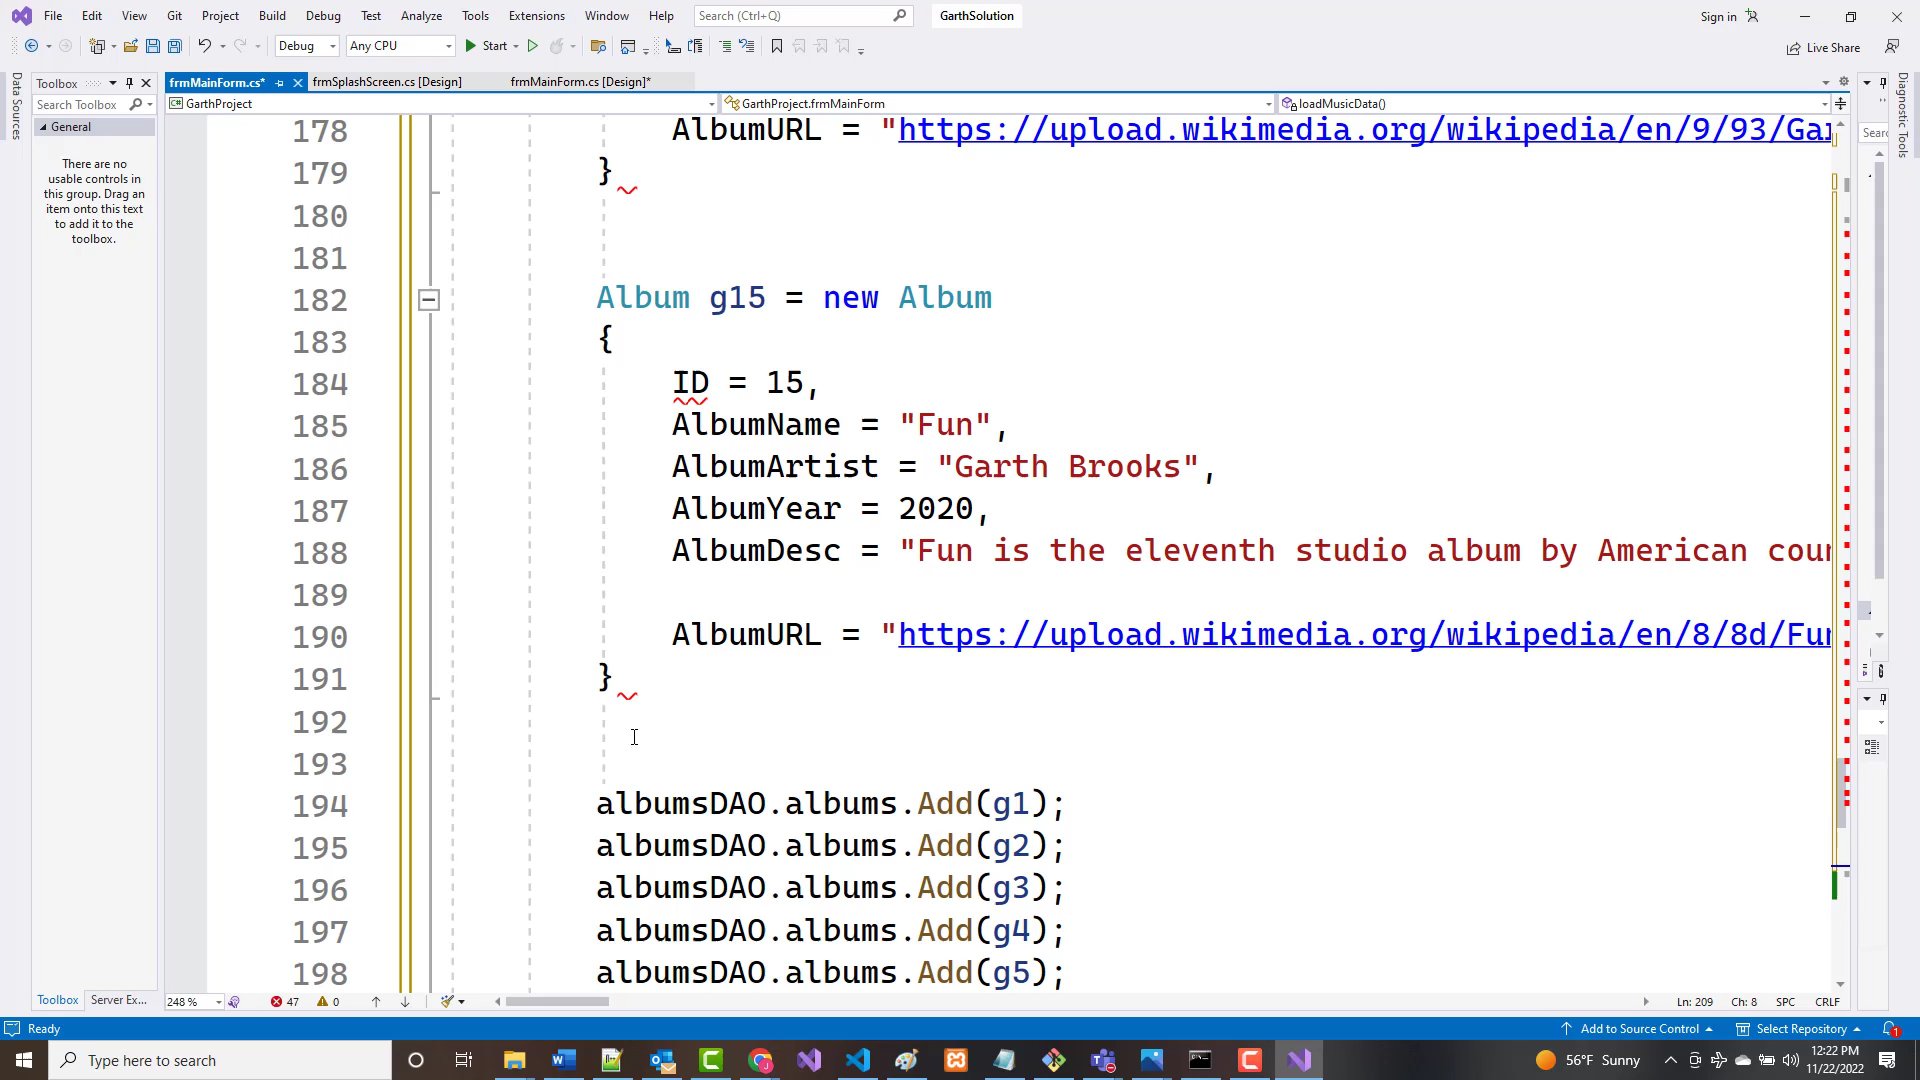 File Edit View Git Project Build Debug Test Analyze Tools Extensions Window Help Search (Ctrl+Q) GarthSolution Sign in
Debug Any CPU Start Live Share
Data Sources
Toolbox
Search Toolbox
General
There are no
usable controls in
this group. Drag an
item onto this text
to add it to the
toolbox.
frmMainForm.cs* frmSplashScreen.cs [Design] frmMainForm.cs [Design]*
GarthProject GarthProject.frmMainForm loadMusicData()
178 AlbumURL = "https://upload.wikimedia.org/wikipedia/en/9/93/Gar
179 }
180
181
182 Album g15 = new Album
183 {
184 ID = 15,
185 AlbumName = "Fun",
186 AlbumArtist = "Garth Brooks",
187 AlbumYear = 2020,
188 AlbumDesc = "Fun is the eleventh studio album by American coun
189
190 AlbumURL = "https://upload.wikimedia.org/wikipedia/en/8/8d/Fun
191 }
192
193
194 albumsDAO.albums.Add(g1);
195 albumsDAO.albums.Add(g2);
196 albumsDAO.albums.Add(g3);
197 albumsDAO.albums.Add(g4);
198 albumsDAO.albums.Add(g5);
Diagnostic Tools
Sear
Toolbox Server Ex...
248 % 47 0 Ln: 209 Ch: 8 SPC CRLF
Ready Add to Source Control Select Repository 1
Type here to search 56°F Sunny
12:22 PM
11/22/2022